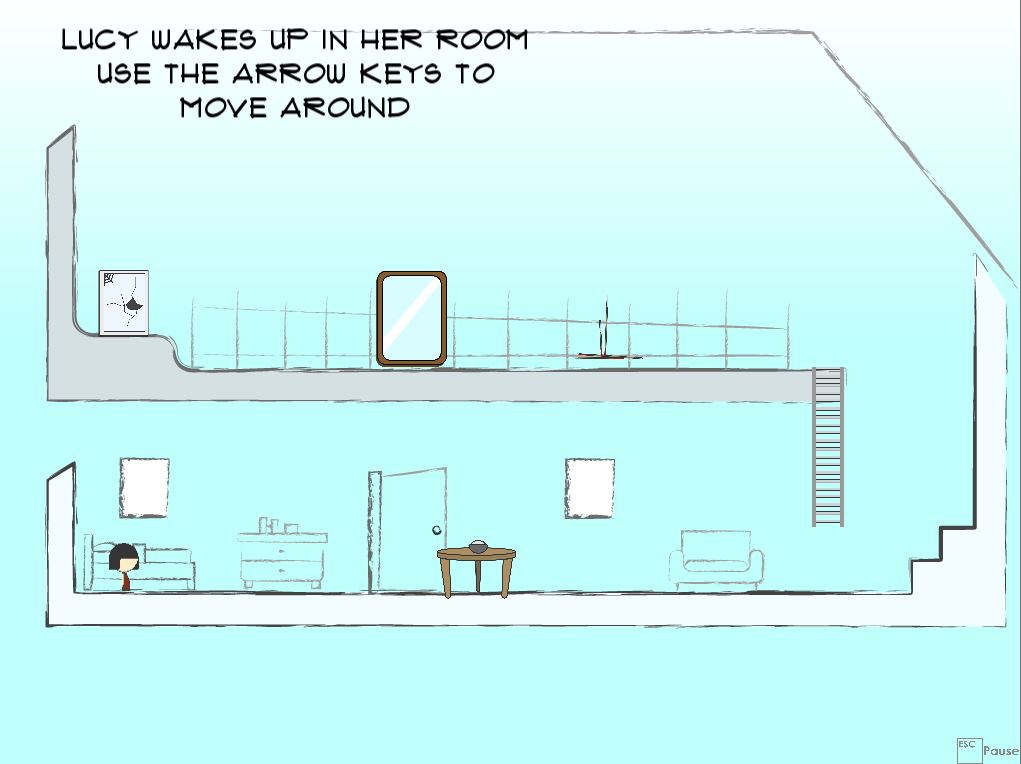 LUCY WAKES UP IN HER ROOM
USE THE ARROW KEYS TO
MOVE AROUND
ESC
Pause